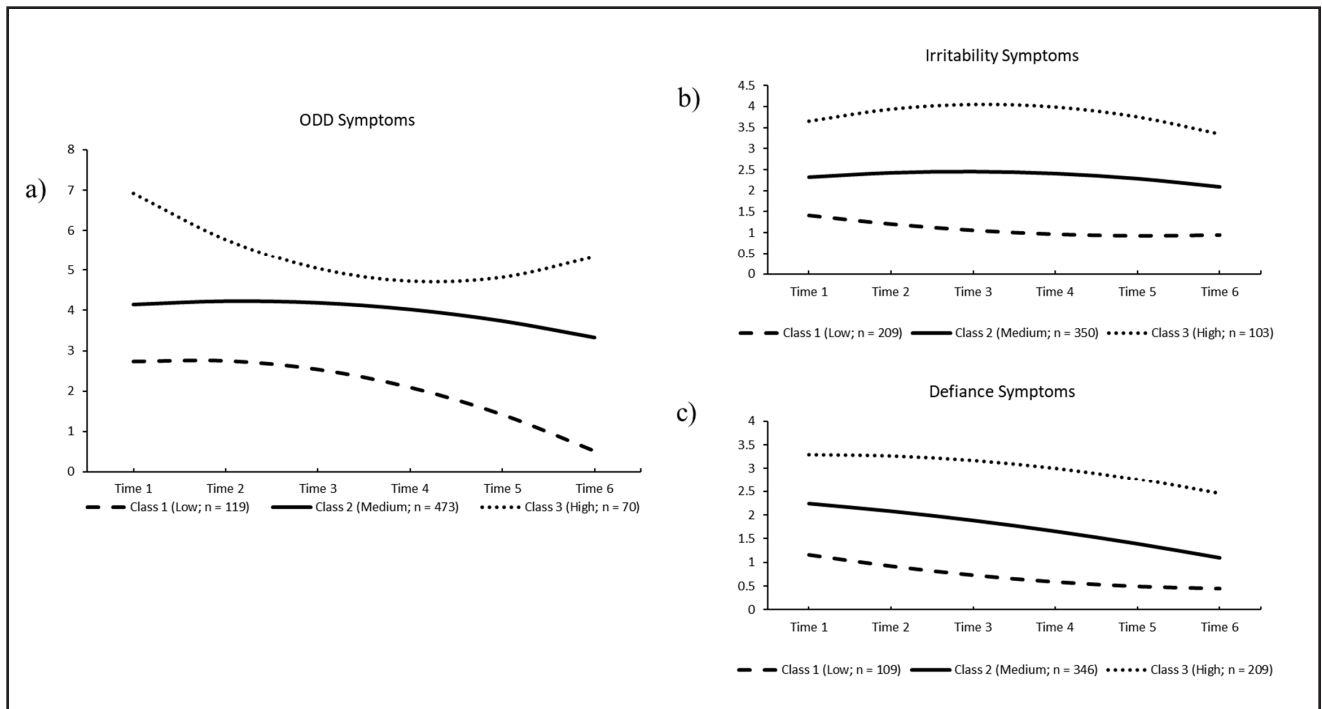 a)
ODD Symptoms
8
7
6
5
4
3
2
1
0
Time 1 Time 2 Time 3 Time 4 Time 5 Time 6
Class 1 (Low; n = 119) Class 2 (Medium; n = 473) Class 3 (High; n = 70)
b)
Irritability Symptoms
4.5
4
3.5
3
2.5
2
1.5
1
0.5
0
Time 1 Time 2 Time 3 Time 4 Time 5 Time 6
Class 1 (Low; n = 209) Class 2 (Medium; n = 350) Class 3 (High; n = 103)
c)
Defiance Symptoms
4
3.5
3
2.5
2
1.5
1
0.5
0
Time 1 Time 2 Time 3 Time 4 Time 5 Time 6
Class 1 (Low; n = 109) Class 2 (Medium; n = 346) Class 3 (High; n = 209)